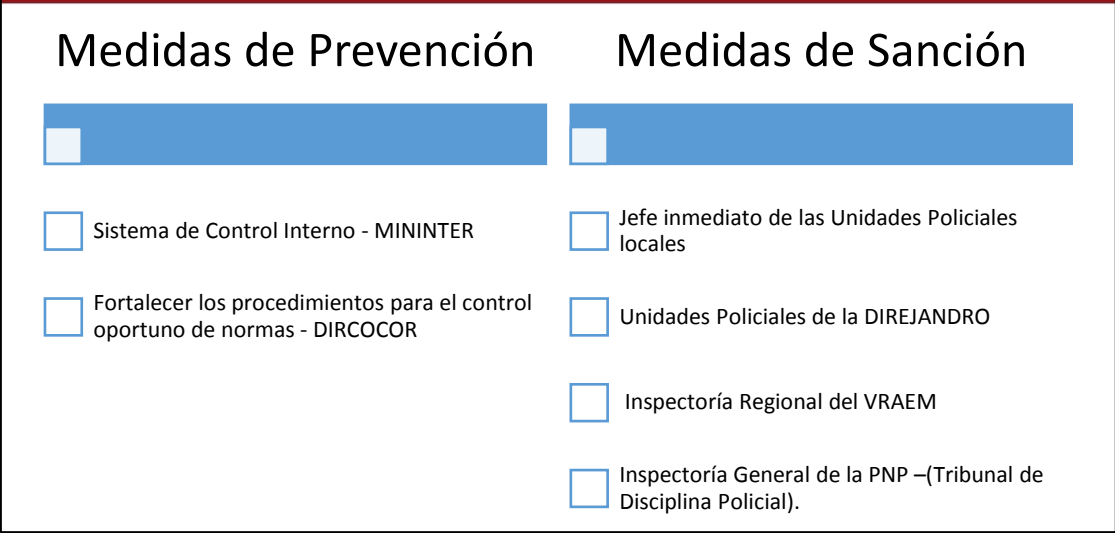 Medidas de Prevención
Sistema de Control Interno - MININTER
Fortalecer los procedimientos para el control
oportuno de normas - DIRCOCOR
Medidas de Sanción
Jefe inmediato de las Unidades Policiales
locales
Unidades Policiales de la DIREJANDRO
Inspectoría Regional del VRAEM
Inspectoría General de la PNP –(Tribunal de
Disciplina Policial).